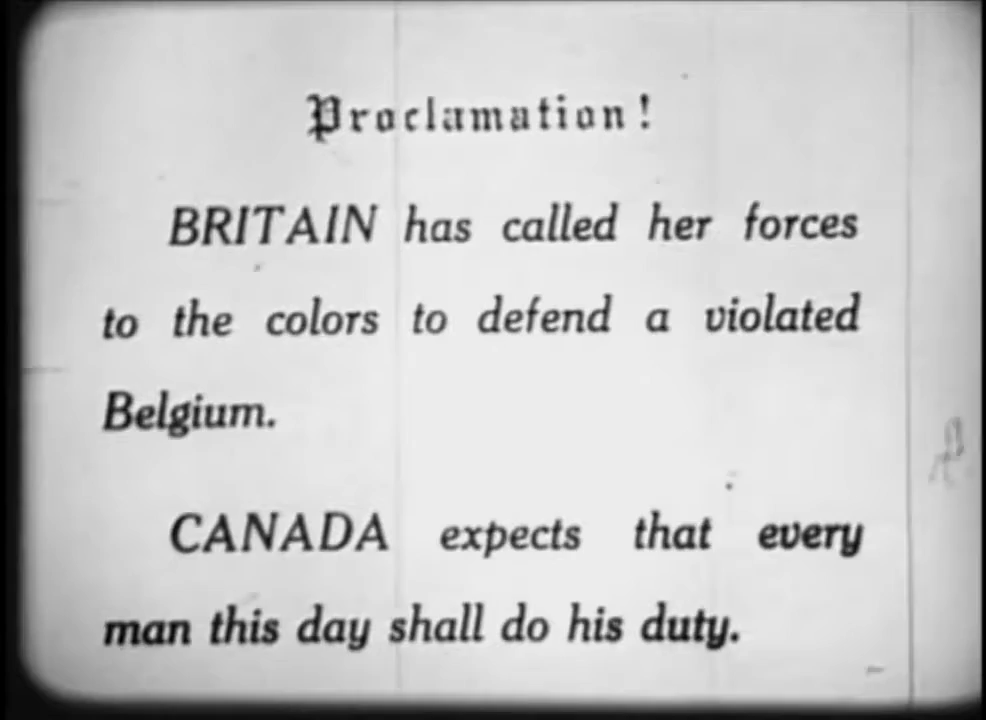 Proclamation!
BRITAIN has called her forces
to the colors to defend a violated
Belgium.
CANADA expects that every
man this day shall do his duty.